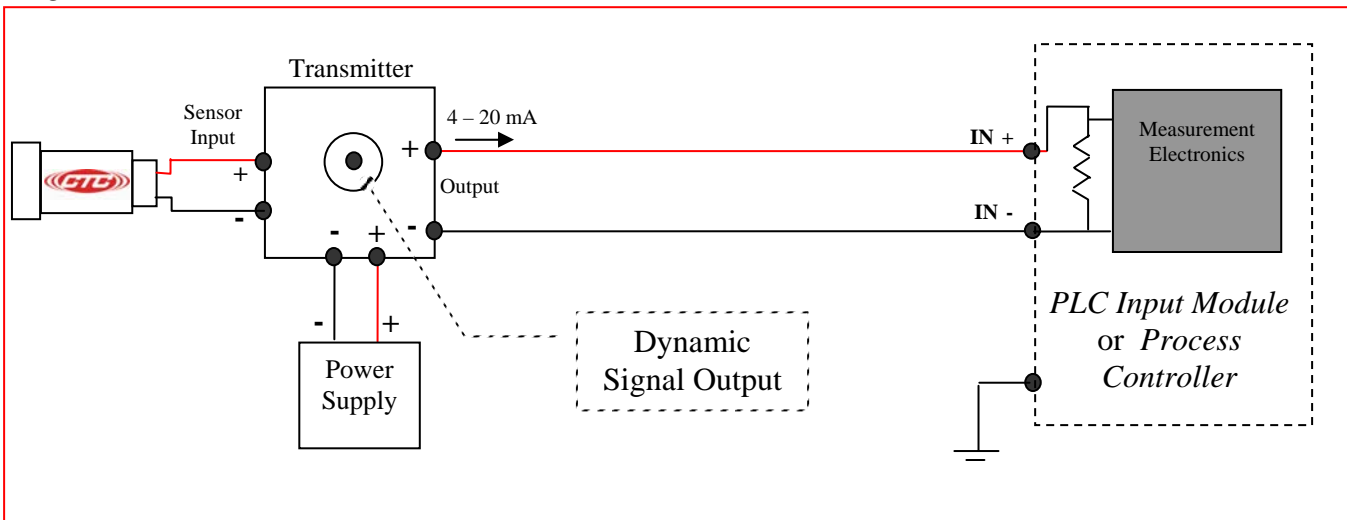 Transmitter
Sensor
Input
4 – 20 mA
+
-
CTC
+
Output
-
-
+
-
+
Power
Supply
Dynamic
Signal Output
IN +
IN -
Measurement
Electronics
PLC Input Module
or Process
Controller